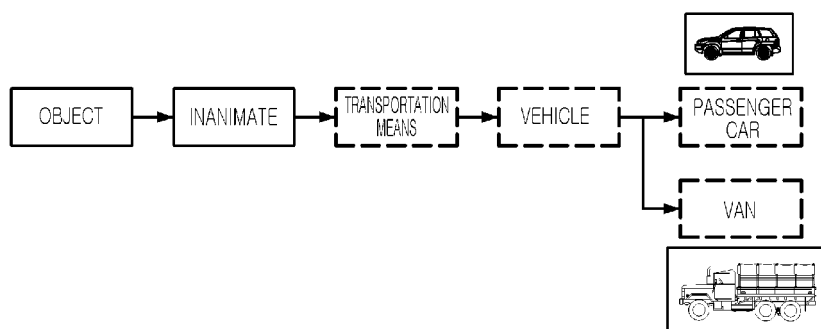 OBJECT
INANIMATE
TRANSPORTATION
MEANS
VEHICLE
PASSENGER
CAR
VAN